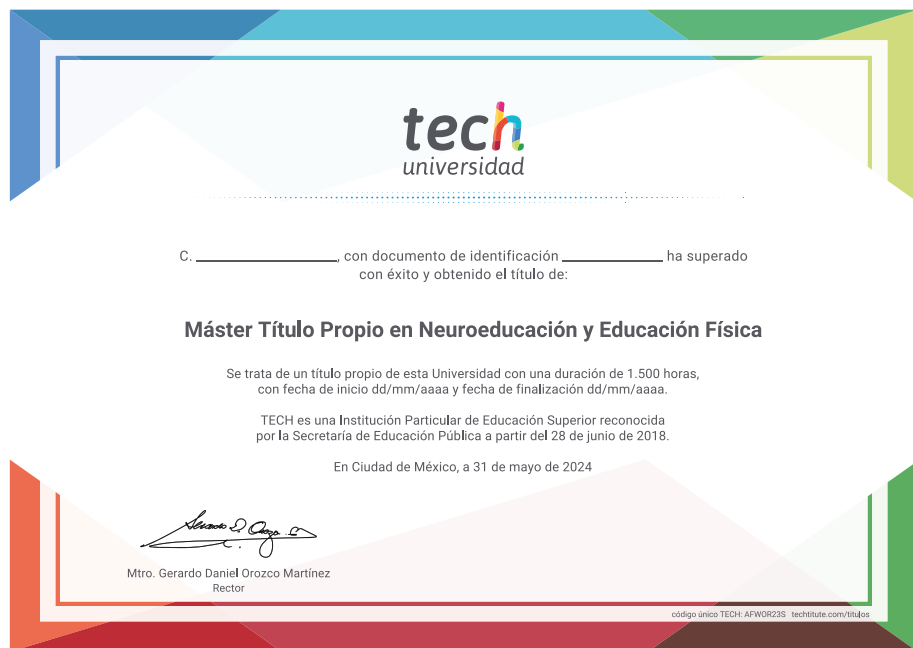 tech
universidad
C. ____________, con documento de identificación ____________ ha superado
con éxito y obtenido el título de:
Máster Título Propio en Neuroeducación y Educación Física
Se trata de un título propio de esta Universidad con una duración de 1.500 horas,
con fecha de inicio dd/mm/aaaa y fecha de finalización dd/mm/aaaa.
TECH es una Institución Particular de Educación Superior reconocida
por la Secretaría de Educación Pública a partir del 28 de junio de 2018.
En Ciudad de México, a 31 de mayo de 2024
Mtro. Gerardo Daniel Orozco Martínez
Rector
código único TECH: AFWOR23S techtitute.com/titulos